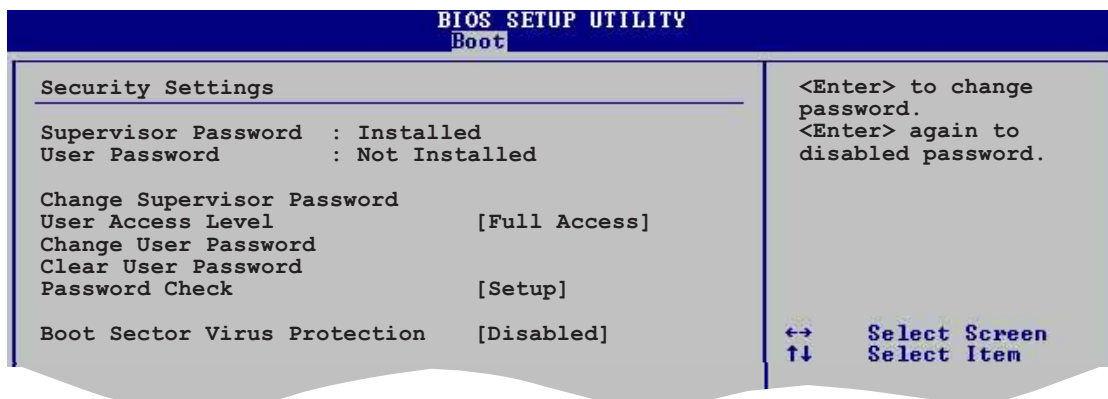 BIOS SETUP UTILITY
Boot
Security Settings
Supervisor Password : Installed
User Password : Not Installed
Change Supervisor Password
User Access Level [Full Access]
Change User Password
Clear User Password
Password Check [Setup]
Boot Sector Virus Protection [Disabled]
<Enter> to change
password.
<Enter> again to
disabled password.
↔ Select Screen
↑↓ Select Item